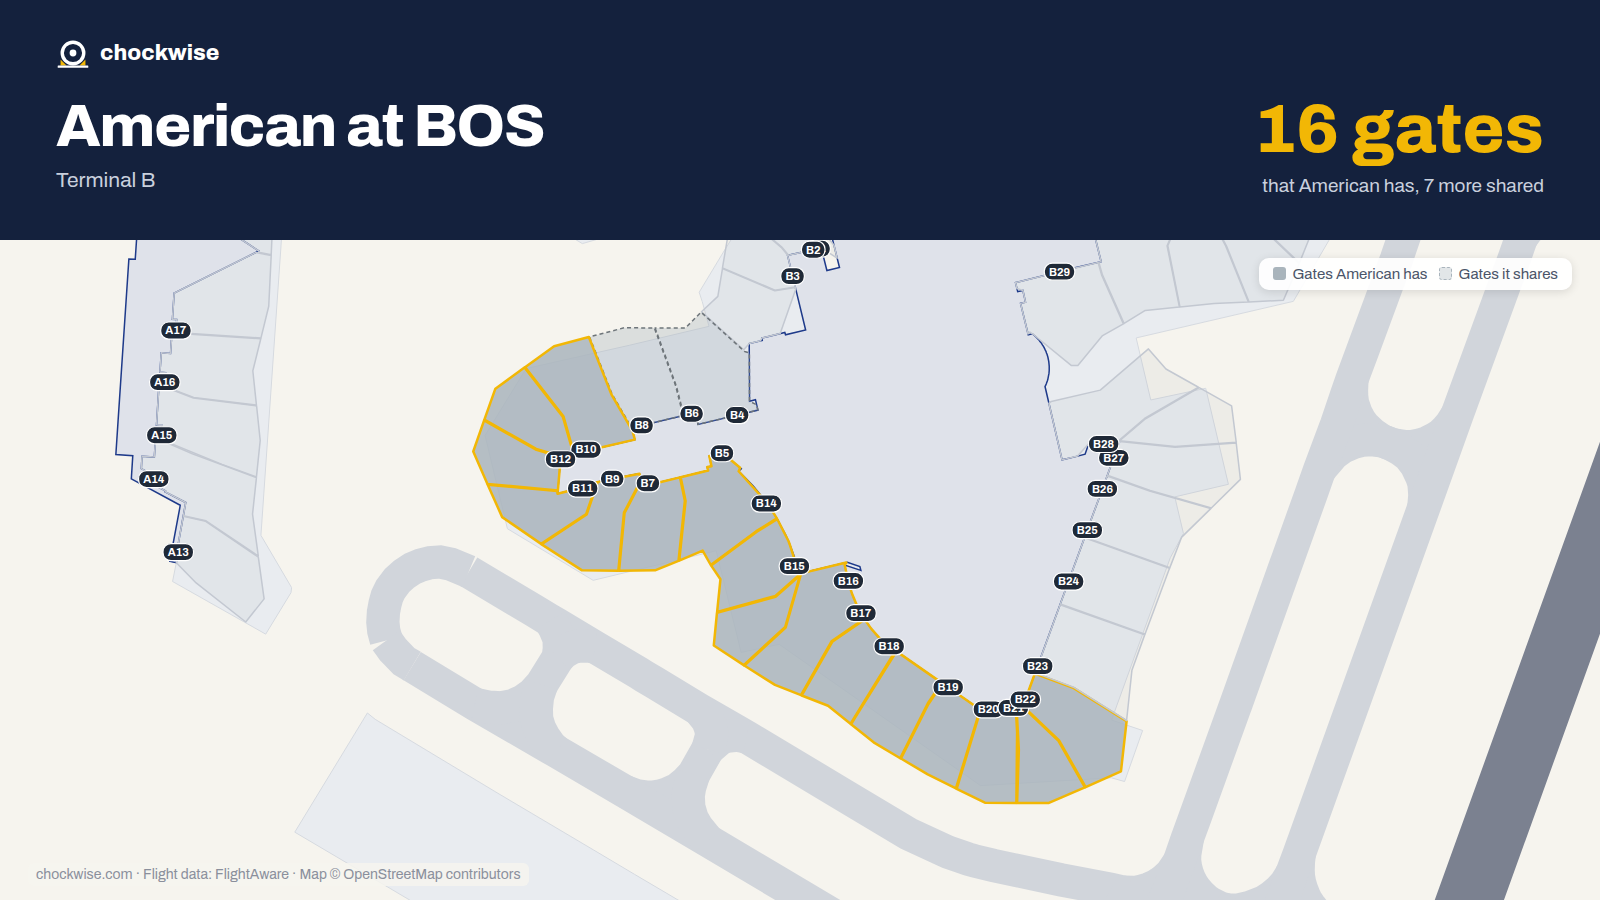 chockwise
American at BOS
Terminal B
16 gates
that American has, 7 more shared
Gates American has
Gates it shares
B2
B3
B29
A17
A16
A15
A14
A13
B8
B6
B4
B10
B12
B11
B9
B7
B5
B14
B15
B16
B17
B18
B19
B20
B22
B23
B24
B25
B26
B27
B28
chockwise.com · Flight data: FlightAware · Map © OpenStreetMap contributors